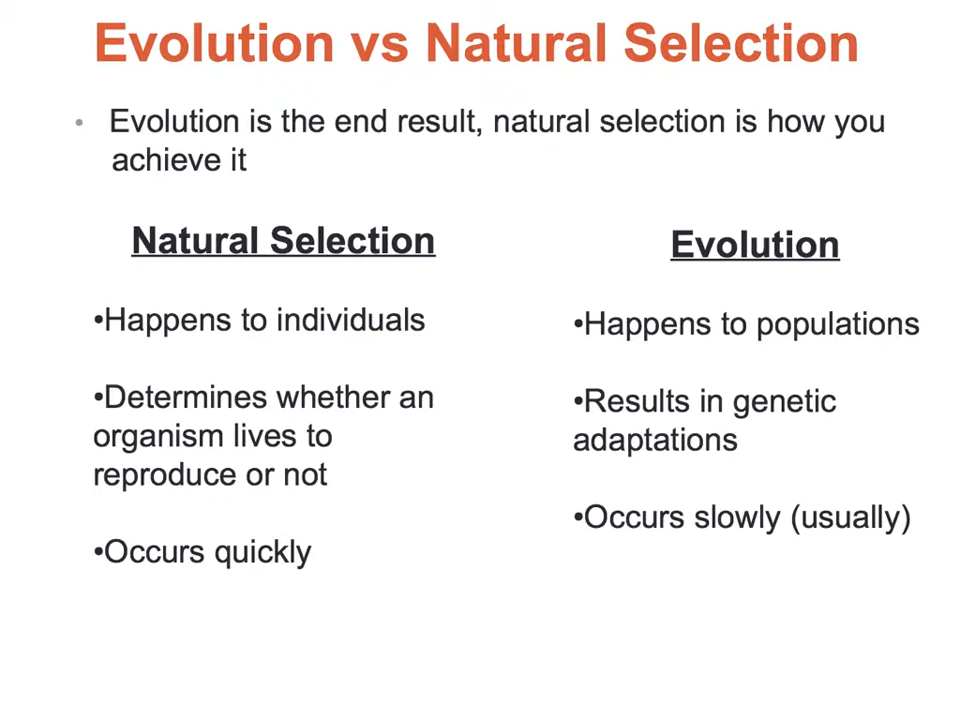 Evolution vs Natural Selection
• Evolution is the end result, natural selection is how you
achieve it
Natural Selection
•Happens to individuals
•Determines whether an
organism lives to
reproduce or not
•Occurs quickly
Evolution
•Happens to populations
•Results in genetic
adaptations
•Occurs slowly (usually)